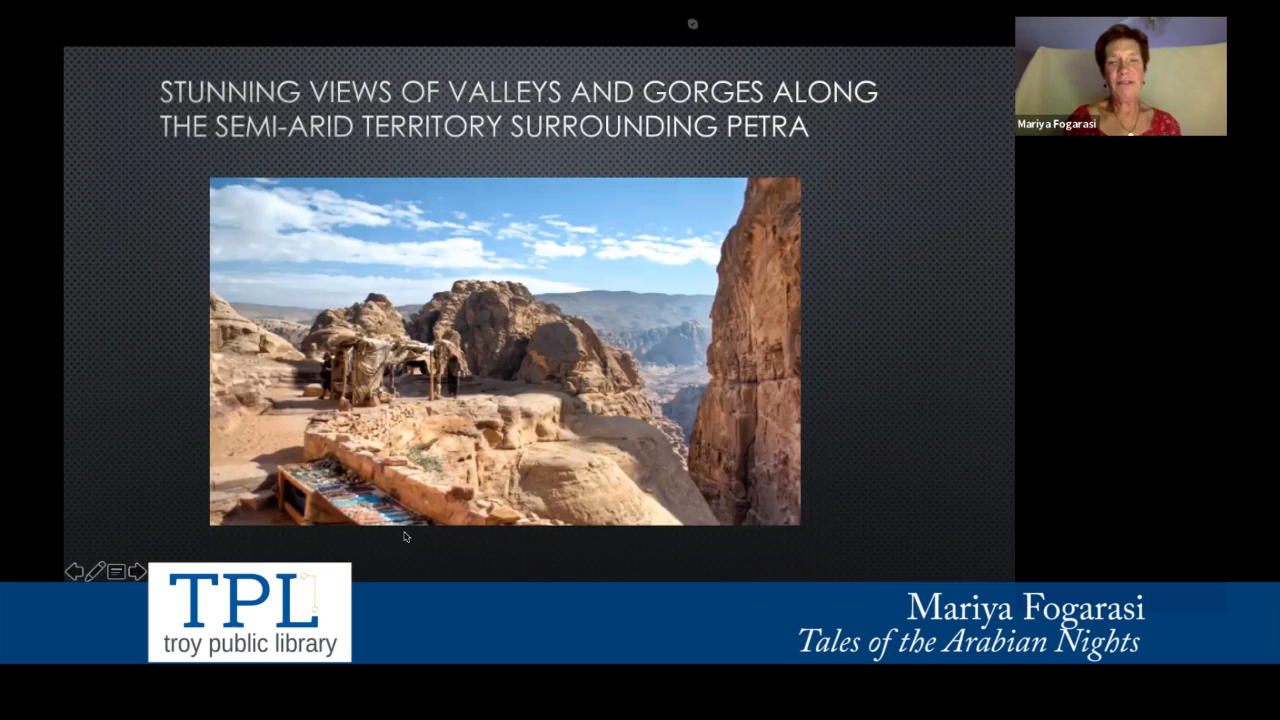 STUNNING VIEWS OF VALLEYS AND GORGES ALONG
THE SEMI-ARID TERRITORY SURROUNDING PETRA
Mariya Fogarasi
TPL
troy public library
Mariya Fogarasi
Tales of the Arabian Nights